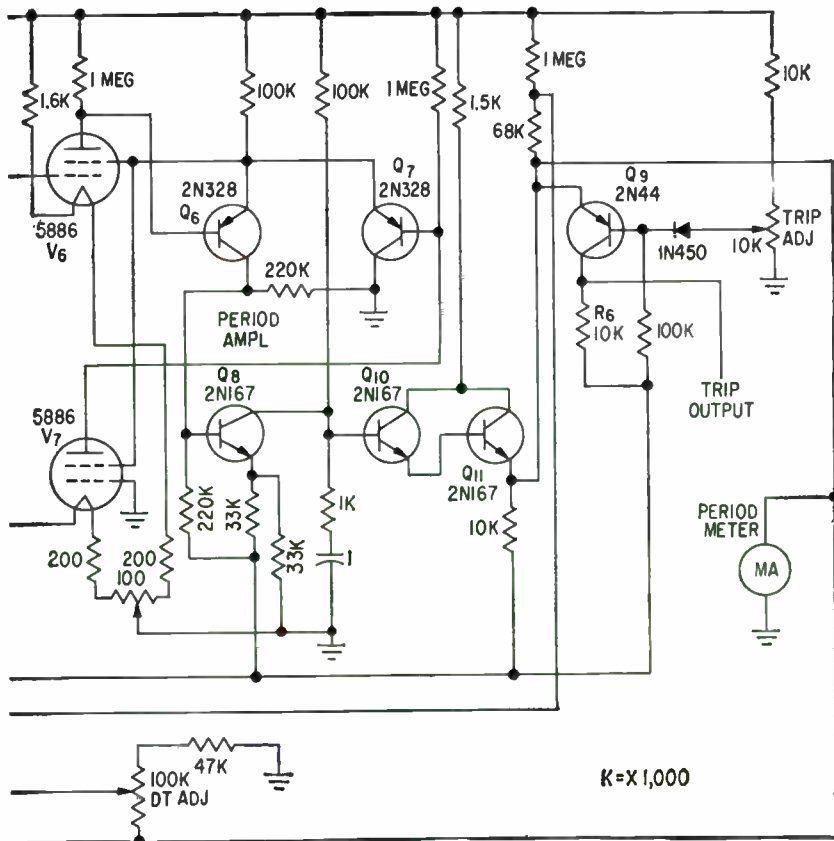 1 MEG
1.6K
100K
100K
1 MEG
1.5K
1 MEG
68K
10K
5886
V6
2N328
Q6
Q7
2N328
Q9
2N44
1N450
10K
TRIP
ADJ
220K
PERIOD
AMPL
R6
10K
100K
TRIP
OUTPUT
Q8
2N167
Q10
2N167
Q11
2N167
5886
V7
220K
33K
33K
1K
1
10K
200
200
100
PERIOD
METER
MA
47K
100K
DT ADJ
K=X1,000